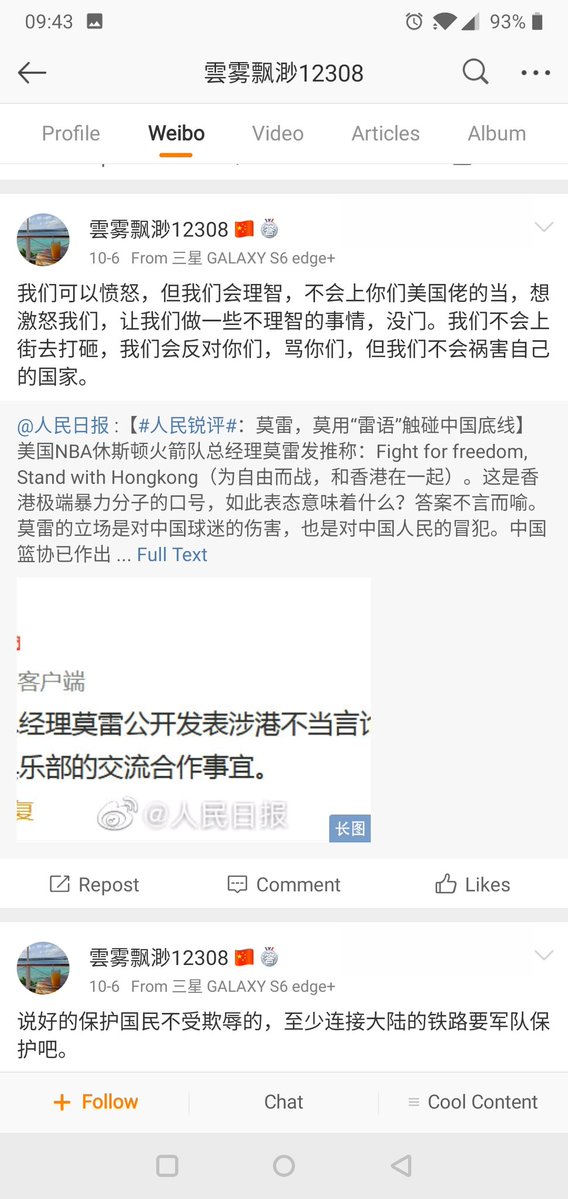 09:43
93%
雲雾飘渺12308
Profile
Weibo
Video
Articles
Album
雲雾飘渺12308
10-6 From 三星 GALAXY S6 edge+
我们可以愤怒，但我们会理智，不会上你们美国佬的当，想
激怒我们，让我们做一些不理智的事情，没门。我们不会上
街去打砸，我们会反对你们，骂你们，但我们不会祸害自己
的国家。
@人民日报 :【#人民锐评#：莫雷，莫用“雷语”触碰中国底线】
美国NBA休斯顿火箭队总经理莫雷发推称：Fight for freedom,
Stand with Hongkong（为自由而战，和香港在一起）。这是香
港极端暴力分子的口号，如此表态意味着什么？答案不言而喻。
莫雷的立场是对中国球迷的伤害，也是对中国人民的冒犯。中国
篮协已作出 ... Full Text
客户端
经理莫雷公开发表涉港不当言
乐部的交流合作事宜。
复
@人民日报
长图
Repost
Comment
Likes
雲雾飘渺12308
10-6 From 三星 GALAXY S6 edge+
说好的保护国民不受欺辱的，至少连接大陆的铁路要军队保
护吧。
+ Follow
Chat
Cool Content